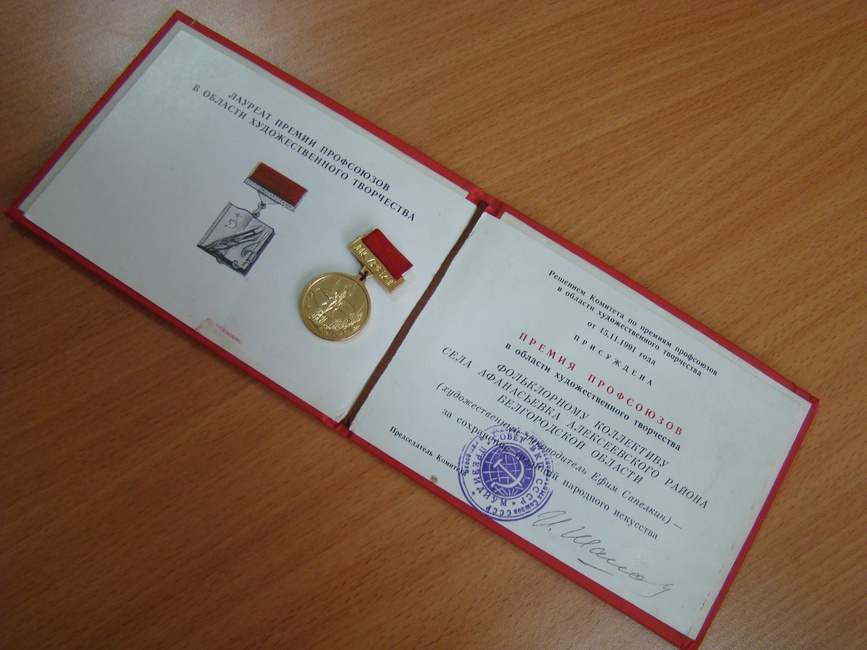 ЛАУРЕАТ ПРЕМИИ ПРОФСОЮЗОВ
В ОБЛАСТИ ХУДОЖЕСТВЕННОГО ТВОРЧЕСТВА
Решением Комитета по премиям профсоюзов
в области художественного творчества
от 15.11.1991 года
ПРИСУЖДЕНА
ПРЕМИЯ ПРОФСОЮЗОВ
в области художественного творчества
ФОЛЬКЛОРНОМУ КОЛЛЕКТИВУ
СЕЛА АФАНАСЬЕВКА АЛЕКСЕЕВСКОГО РАЙОНА
БЕЛГОРОДСКОЙ ОБЛАСТИ
(художественный руководитель Ефим Сапелкин) —
за сохранение народного искусства
Председатель Комитета
ПРЕЗИДИУМ
СССР